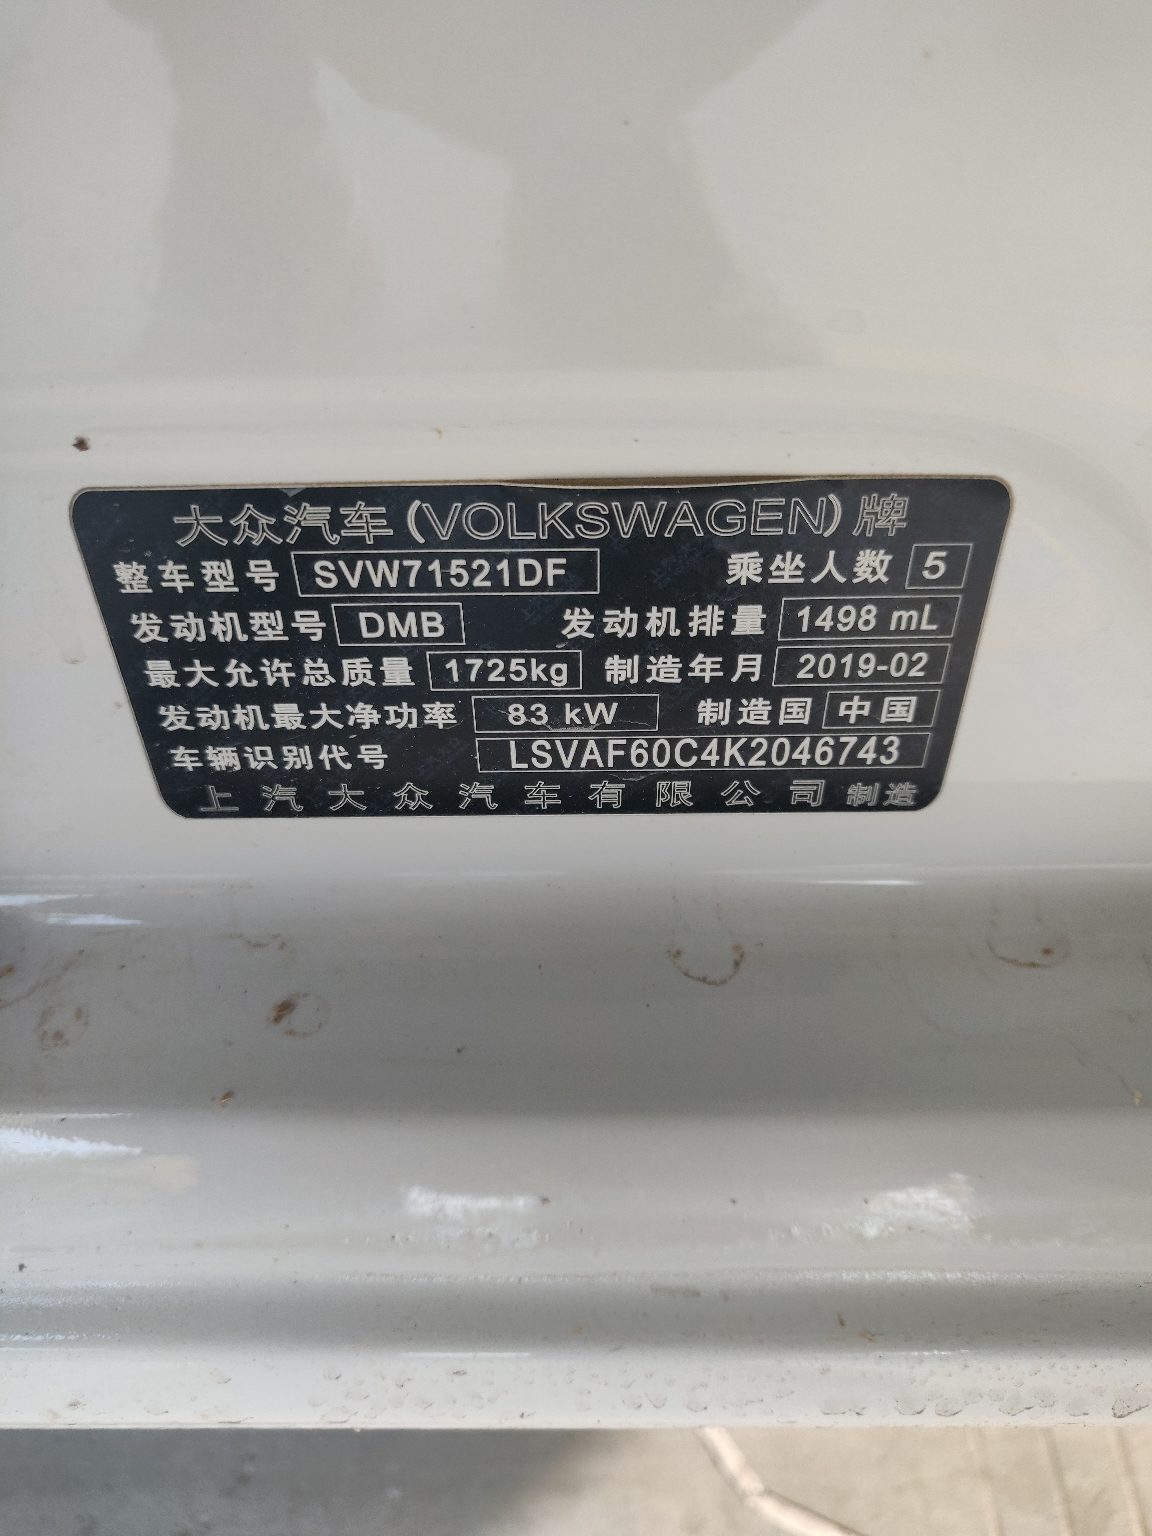 大众汽车(VOLKSWAGEN)牌
整车型号 SVW71521DF 乘坐人数 5
发动机型号 DMB 发动机排量 1498 mL
最大允许总质量 1725kg 制造年月 2019-02
发动机最大净功率 83 kW 制造国 中国
车辆识别代号 LSVAF60C4K2046743
上汽大众汽车有限公司 制造